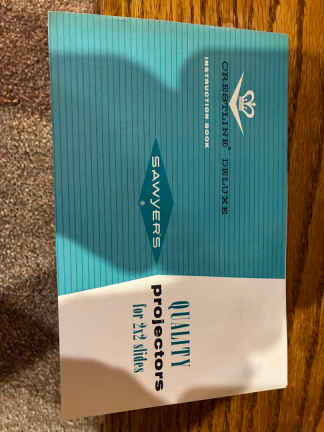 CRESTLINE® DELUXE
INSTRUCTION BOOK
SAWYERS
®
QUALITY
projectors
for 2x2 slides